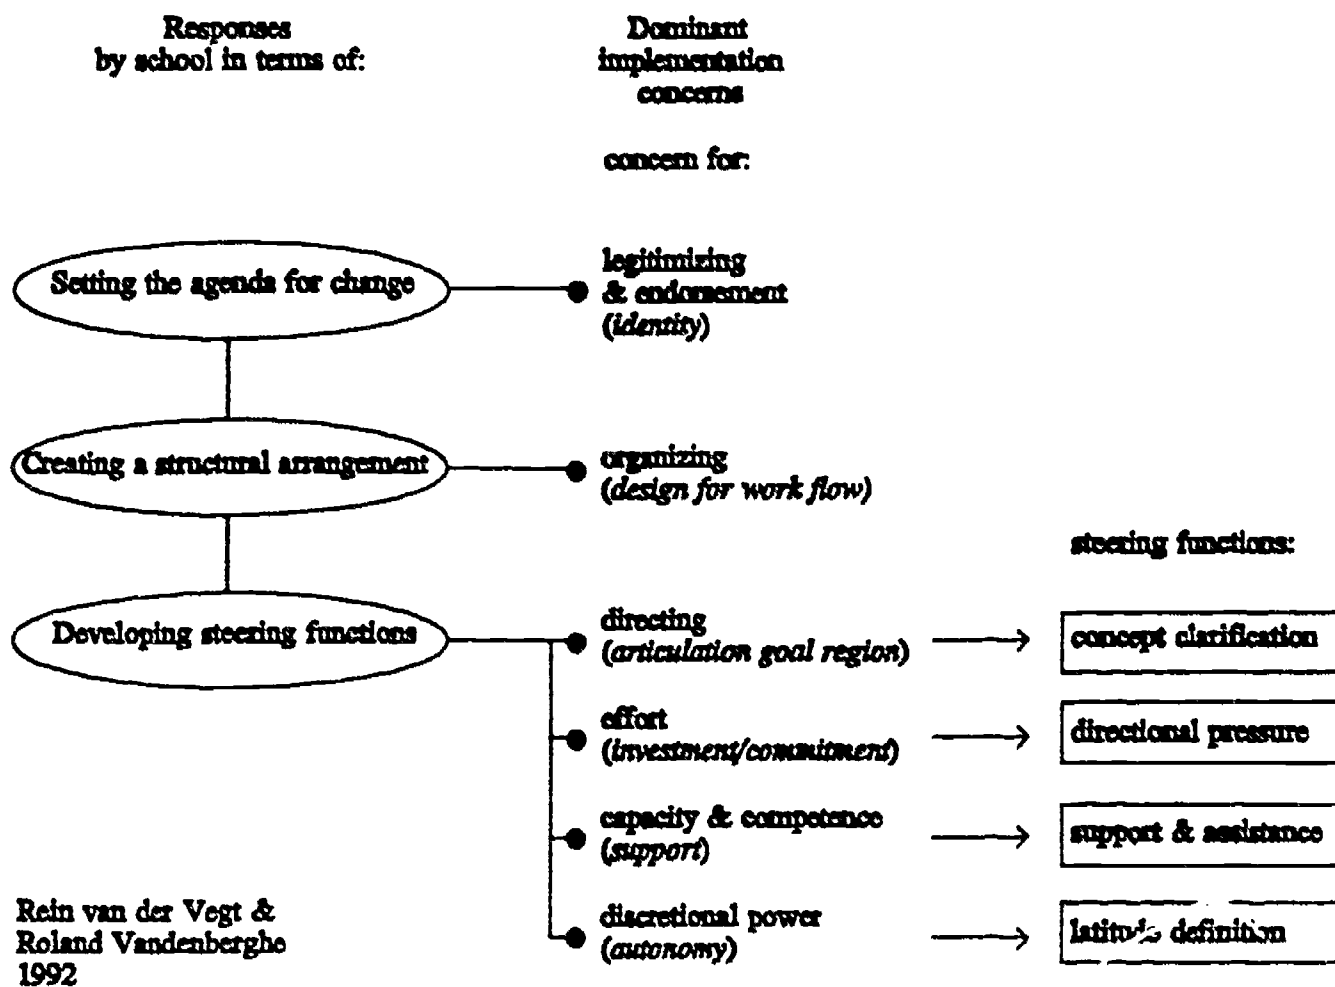 Responses
by school in terms of:
Dominant
implementation
concerns
concern for:
Setting the agenda for change
legitimizing
& endorsement
(identity)
Creating a structural arrangement
organizing
(design for work flow)
steering functions:
Developing steering functions
directing
(articulation goal region)
concept clarification
effort
(investment/commitment)
directional pressure
capacity & competence
(support)
support & assistance
discretional power
(autonomy)
latitude definition
Rein van der Vegt &
Roland Vandenberghe
1992